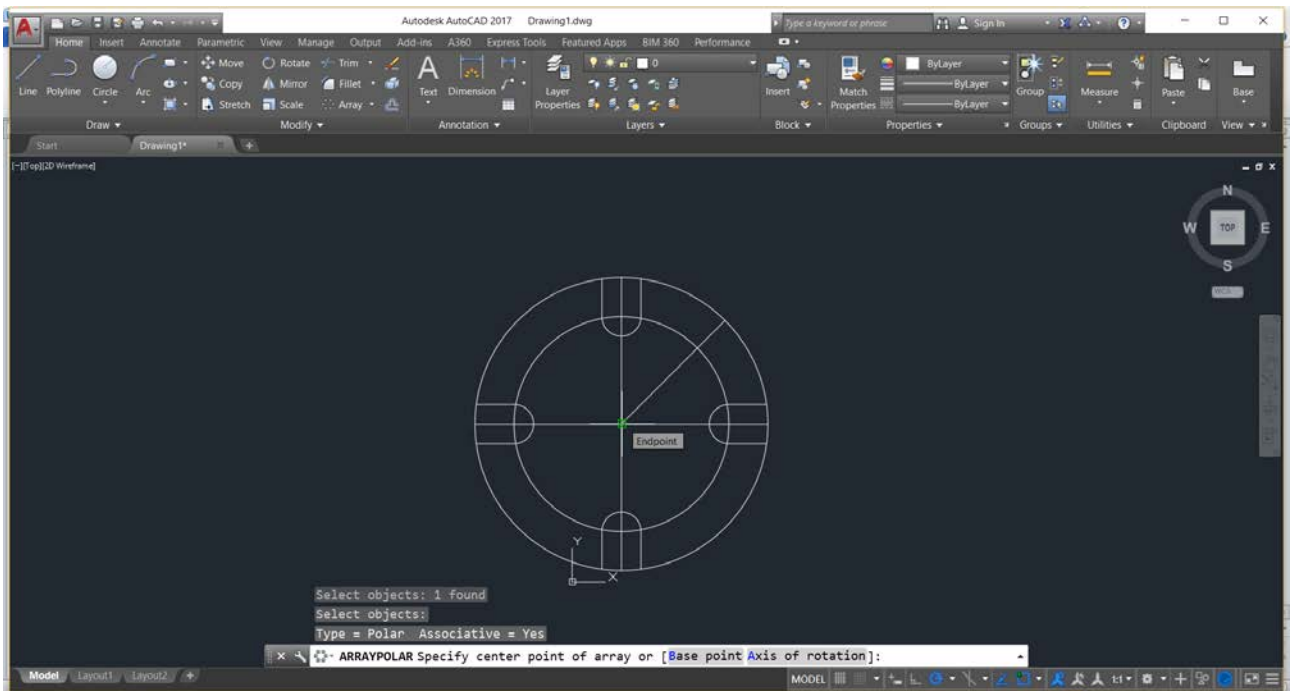 Autodesk AutoCAD 2017 Drawing1.dwg Type a keyword or phrase Sign In
Home Insert Annotate Parametric View Manage Output Add-ins A360 Express Tools Featured Apps BIM 360 Performance
Line Polyline Circle Arc
Move Rotate Trim
Copy Mirror Fillet
Stretch Scale Array
Text Dimension
Layer Properties
0
Insert
Match Properties
ByLayer
ByLayer
ByLayer
Group
Measure
Paste
Base
Draw Modify Annotation Layers Block Properties Groups Utilities Clipboard View
Start Drawing1*
[-][Top][2D Wireframe]
N
W TOP E
S
WCS
Endpoint
Y
X
Select objects: 1 found
Select objects:
Type = Polar Associative = Yes
ARRAYPOLAR Specify center point of array or [Base point Axis of rotation]:
Model Layout1 Layout2 + MODEL 1:1